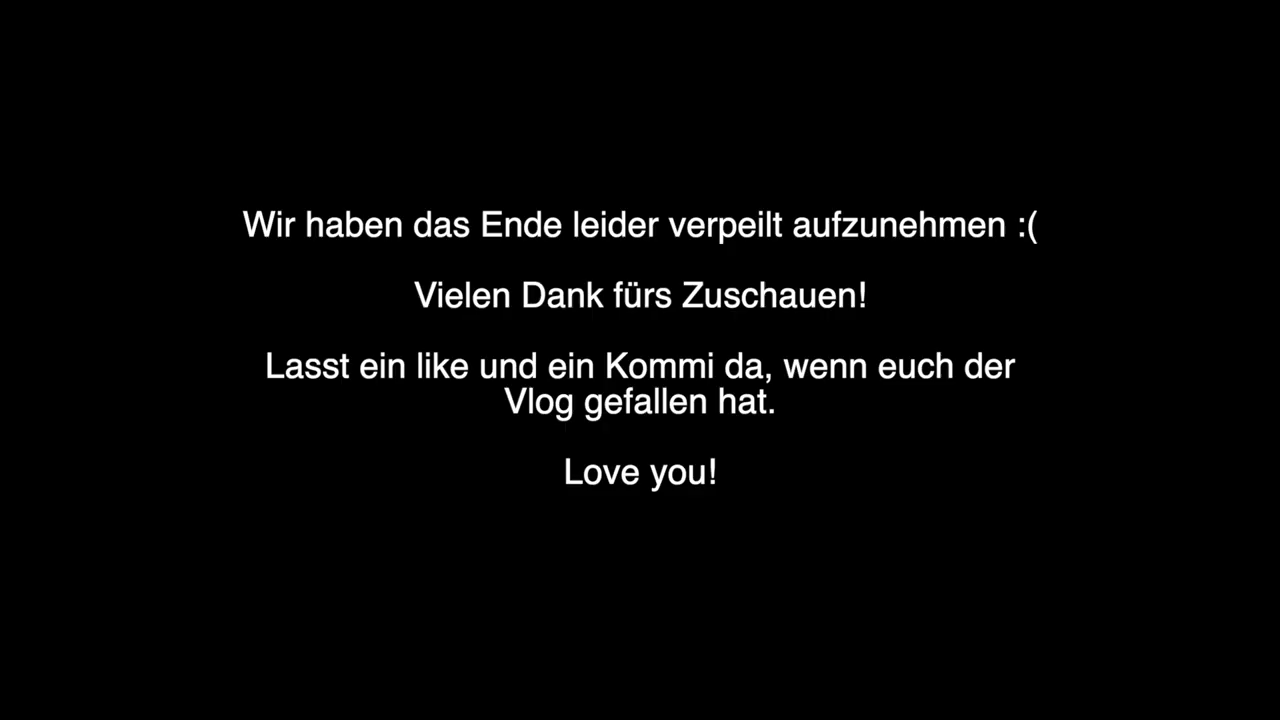 Wir haben das Ende leider verpeilt aufzunehmen :(
Vielen Dank fürs Zuschauen!
Lasst ein like und ein Kommi da, wenn euch der
Vlog gefallen hat.
Love you!